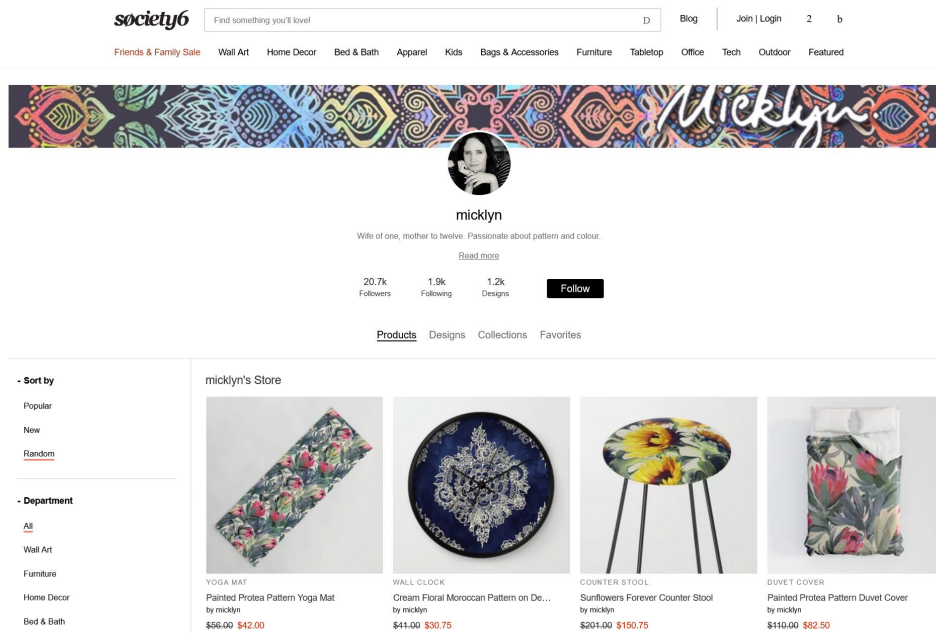 søciety6
Find something you'll love! D
Blog
Join | Login 2 b
Friends & Family Sale Wall Art Home Decor Bed & Bath Apparel Kids Bags & Accessories Furniture Tabletop Office Tech Outdoor Featured
Micklyn
micklyn
Wife of one, mother to twelve. Passionate about pattern and colour.
Read more
20.7k 1.9k 1.2k
Followers Following Designs
Follow
Products Designs Collections Favorites
- Sort by
Popular
New
Random
- Department
All
Wall Art
Furniture
Home Decor
Bed & Bath
micklyn's Store
YOGA MAT
Painted Protea Pattern Yoga Mat
by micklyn
$56.00 $42.00
WALL CLOCK
Cream Floral Moroccan Pattern on De...
by micklyn
$41.00 $30.75
COUNTER STOOL
Sunflowers Forever Counter Stool
by micklyn
$201.00 $150.75
DUVET COVER
Painted Protea Pattern Duvet Cover
by micklyn
$110.00 $82.50